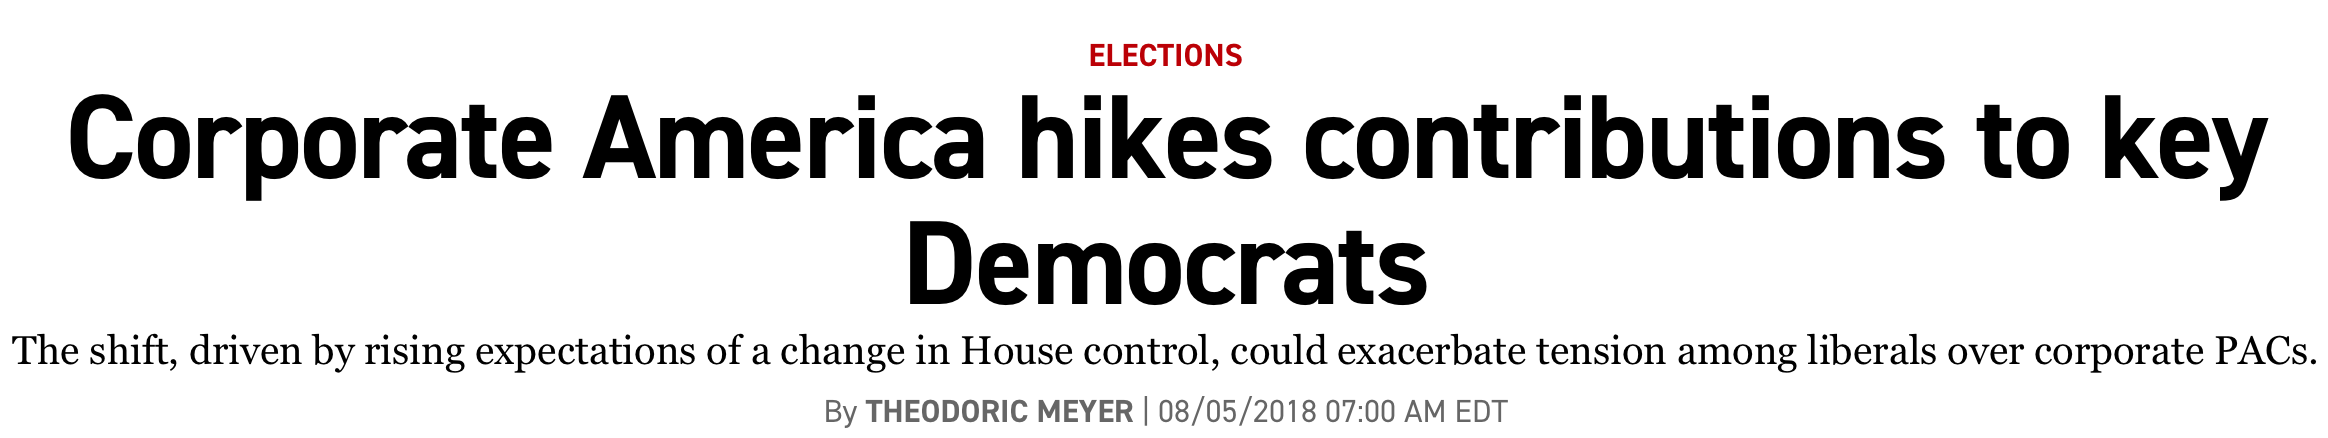 ELECTIONS
Corporate America hikes contributions to key
Democrats
The shift, driven by rising expectations of a change in House control, could exacerbate tension among liberals over corporate PACs.
By THEODORIC MEYER | 08/05/2018 07:00 AM EDT